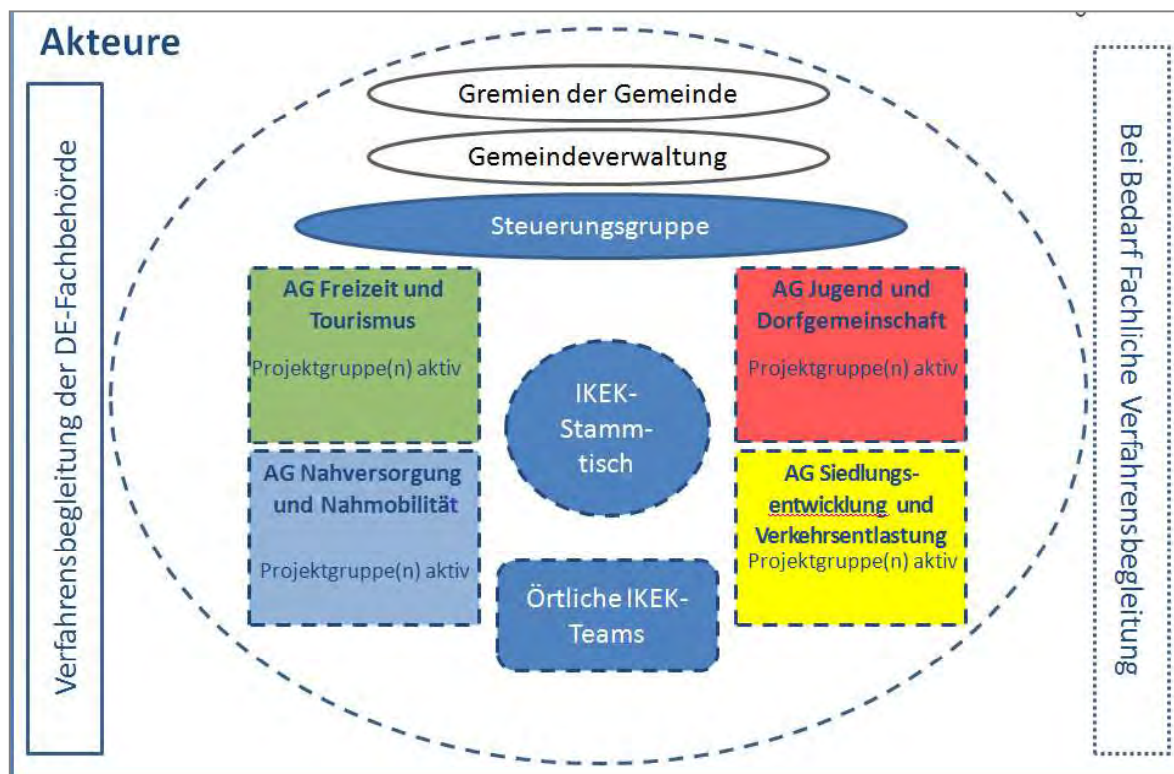 Akteure
Verfahrensbegleitung der DE-Fachbehörde
Gremien der Gemeinde
Gemeindeverwaltung
Steuerungsgruppe
AG Freizeit und
Tourismus
Projektgruppe(n) aktiv
AG Jugend und
Dorfgemeinschaft
Projektgruppe(n) aktiv
IKEK-
Stamm-
tisch
AG Nahversorgung
und Nahmobilität
Projektgruppe(n) aktiv
AG Siedlungs-
entwicklung und
Verkehrsentlastung
Projektgruppe(n) aktiv
Örtliche IKEK-
Teams
Bei Bedarf Fachliche Verfahrensbegleitung